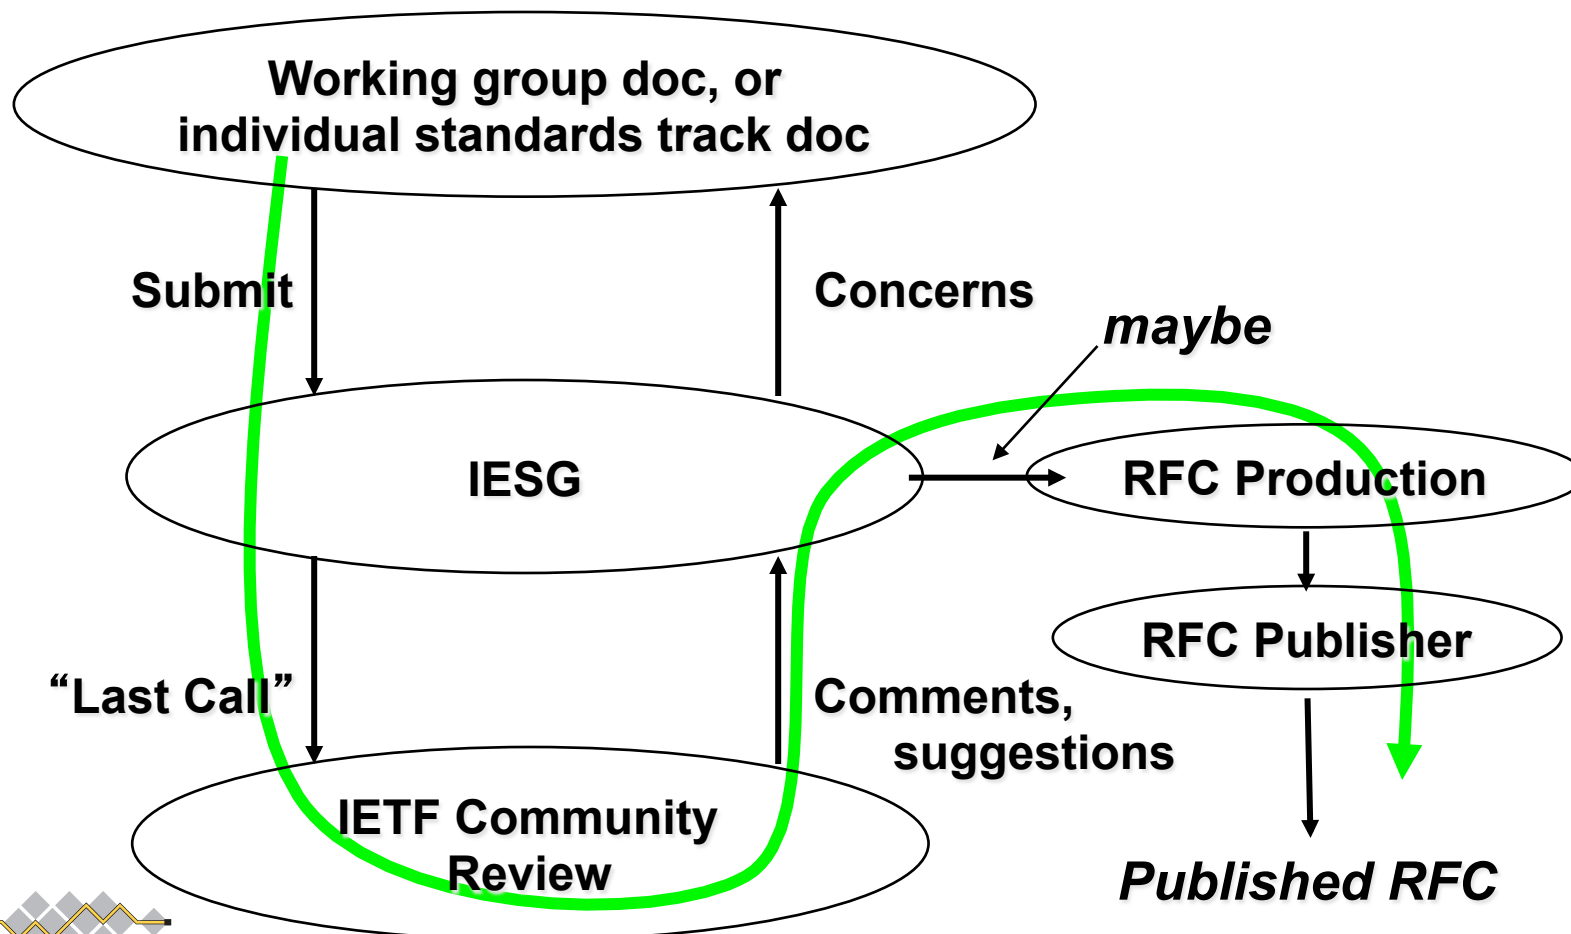 Working group doc, or
individual standards track doc
Submit
Concerns
maybe
IESG
RFC Production
RFC Publisher
“Last Call”
Comments,
suggestions
IETF Community
Review
Published RFC